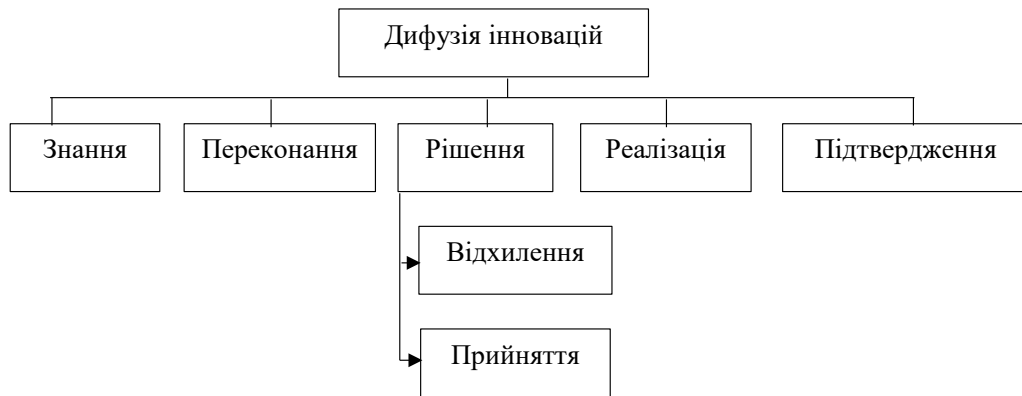 Дифузія інновацій
Знання
Переконання
Рішення
Реалізація
Підтвердження
Відхилення
Прийняття